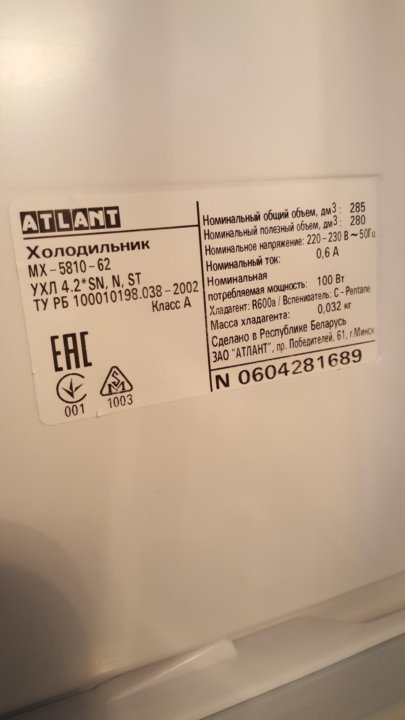 ATLANT
Холодильник
МХ-5810-62
УХЛ 4.2*SN, N, ST
ТУ РБ 100010198.038-2002
Класс А
ЕАС
001
1003
Номинальный общий объем, дм3: 285
Номинальный полезный объем, дм3: 280
Номинальное напряжение: 220-230 В~50Гц
Номинальный ток: 0,6 А
Номинальная
потребляемая мощность: 100 Вт
Хладагент: R600a/ Вспениватель: C-Pentane
Масса хладагента: 0,032 кг
Сделано в Республике Беларусь
ЗАО "АТЛАНТ", пр. Победителей, 61, г.Минск
N 0604281689